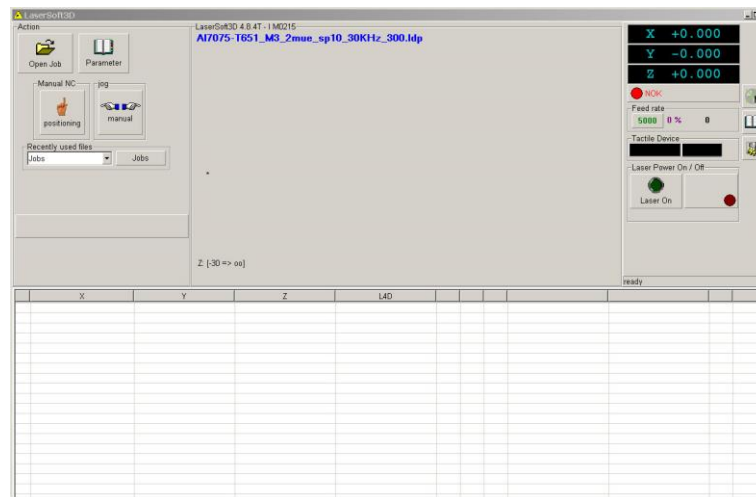 LaserSoft3D
Action
Open Job
Parameter
Manual NC
jog
positioning
manual
Recently used files
Jobs
Jobs
LaserSoft3D 4.8.4T - I M0215
Al7075-T651_M3_2mue_sp10_30KHz_300.ldp
Z: [-30 => oo]
X +0.000
Y -0.000
Z +0.000
NOK
Feed rate
5000 0 % 0
Tactile Device
Laser Power On / Off
Laser On
ready
X Y Z L4D